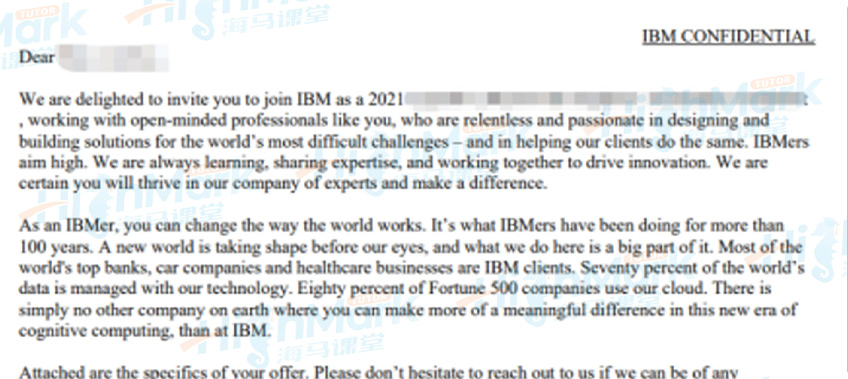 IBM CONFIDENTIAL
Dear
We are delighted to invite you to join IBM as a 2021
, working with open-minded professionals like you, who are relentless and passionate in designing and
building solutions for the world's most difficult challenges – and in helping our clients do the same. IBMers
aim high. We are always learning, sharing expertise, and working together to drive innovation. We are
certain you will thrive in our company of experts and make a difference.
As an IBMer, you can change the way the world works. It's what IBMers have been doing for more than
100 years. A new world is taking shape before our eyes, and what we do here is a big part of it. Most of the
world's top banks, car companies and healthcare businesses are IBM clients. Seventy percent of the world's
data is managed with our technology. Eighty percent of Fortune 500 companies use our cloud. There is
simply no other company on earth where you can make more of a meaningful difference in this new era of
cognitive computing, than at IBM.
Attached are the specifics of your offer. Please don't hesitate to reach out to us if we can be of any
HighMark
TUTOR
海马课堂